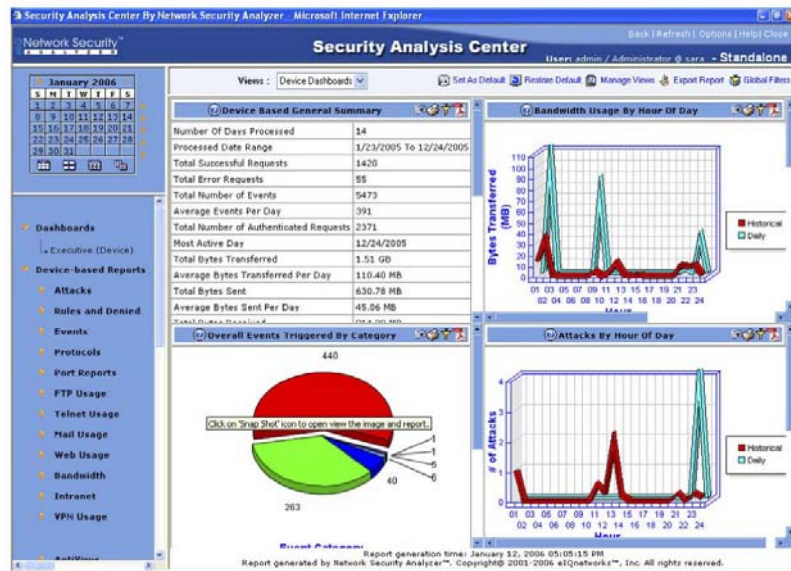 Security Analysis Center By Network Security Analyzer - Microsoft Internet Explorer
Network Security™
ANALYZER
Security Analysis Center
Back | Refresh | Options | Help | Close
User: admin / Administrator @ sara - Standalone
January 2006
S M T W T F S
1 2 3 4 5 6 7
8 9 10 11 12 13 14
15 16 17 18 19 20 21
22 23 24 25 26 27 28
29 30 31
Views : Device Dashboards
Set As Default Restore Default Manage Views Export Report Global Filters
Dashboards
Executive (Device)
Device-based Reports
Attacks
Rules and Denied
Events
Protocols
Port Reports
FTP Usage
Telnet Usage
Mail Usage
Web Usage
Bandwidth
Intranet
VPN Usage
AntiVirus
Device Based General Summary
Number Of Days Processed 14
Processed Date Range 1/23/2005 To 12/24/2005
Total Successful Requests 1420
Total Error Requests 55
Total Number of Events 5473
Average Events Per Day 391
Total Number of Authenticated Requests 2371
Most Active Day 12/24/2005
Total Bytes Transferred 1.51 GB
Average Bytes Transferred Per Day 110.40 MB
Total Bytes Sent 630.78 MB
Average Bytes Sent Per Day 45.06 MB
Total Bytes Received
Bandwidth Usage By Hour Of Day
Bytes Transferred
(MB)
110
100
90
80
70
60
50
40
30
20
10
0
01 03 05 07 09 11 13 14 16 18 20 21 23
02 04 06 08 10 12 15 17 19 22 24
Hour
Historical
Daily
Overall Events Triggered By Category
440
Click on 'Snap Shot' icon to open view the image and report.
1
1
5
6
40
263
Event Category
Attacks By Hour Of Day
# of Attacks
4
3
2
1
0
01 03 05 07 09 11 13 14 16 18 20 21 23
02 04 06 08 10 12 15 17 19 22 24
Hour
Historical
Daily
Report generation time: January 12, 2006 05:05:15 PM
Report generated by Network Security Analyzer™. Copyright© 2001-2006 eIQnetworks™, Inc. All rights reserved.